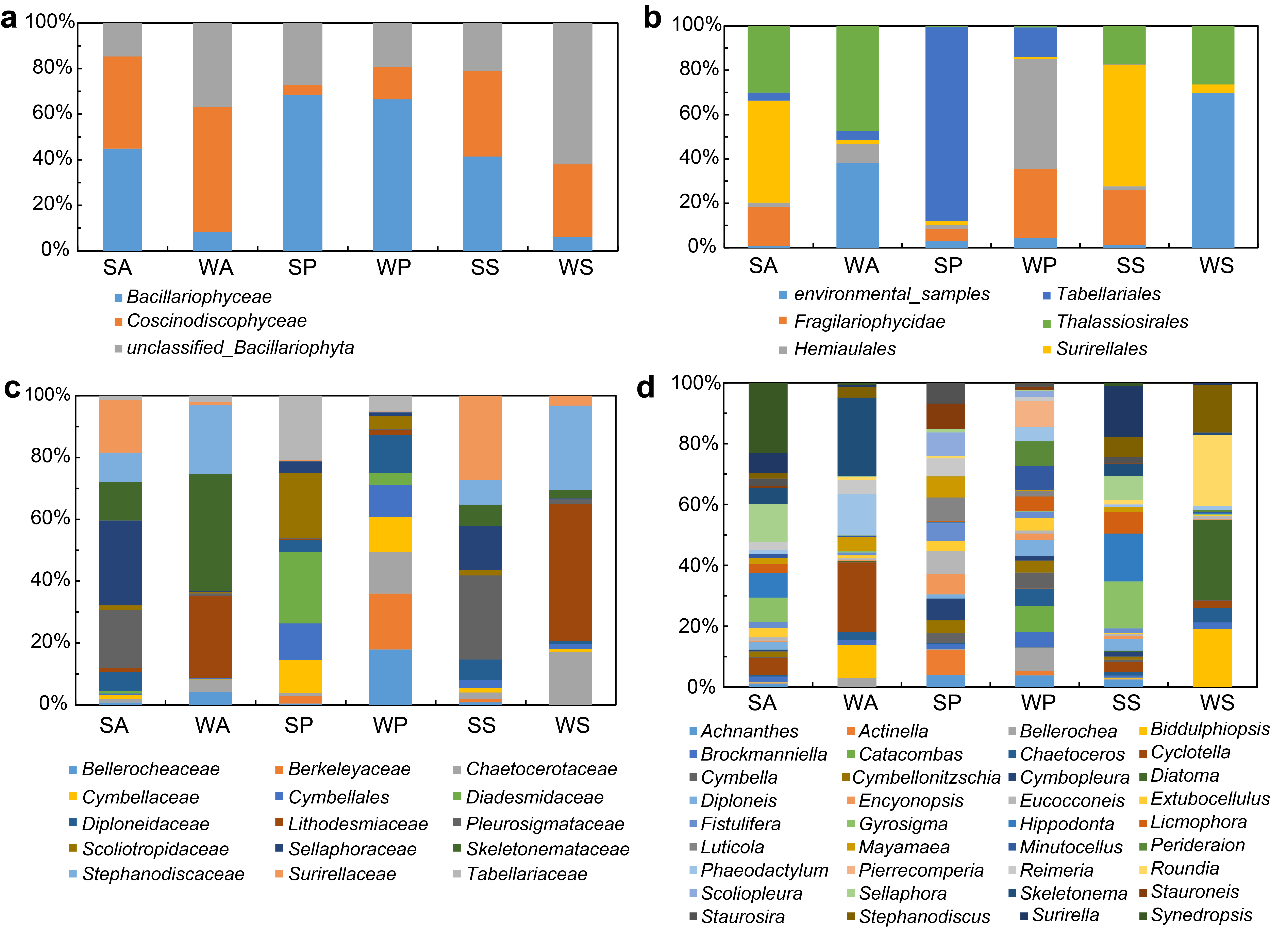 a
100%
80%
60%
40%
20%
0%
SA WA SP WP SS WS
Bacillariophyceae
Coscinodiscophyceae
unclassified_Bacillariophyta
b
100%
80%
60%
40%
20%
0%
SA WA SP WP SS WS
environmental_samples Tabellariales
Fragilariophycidae Thalassiosirales
Hemiaulales Surirellales
c
100%
80%
60%
40%
20%
0%
SA WA SP WP SS WS
Bellerocheaceae Berkeleyaceae Chaetocerotaceae
Cymbellaceae Cymbellales Diadesmidaceae
Diploneidaceae Lithodesmiaceae Pleurosigmataceae
Scoliotropidaceae Sellaphoraceae Skeletonemataceae
Stephanodiscaceae Surirellaceae Tabellariaceae
d
100%
80%
60%
40%
20%
0%
SA WA SP WP SS WS
Achnanthes Actinella Bellerochea Biddulphiopsis
Brockmanniella Catacombas Chaetoceros Cyclotella
Cymbella Cymbellonitzschia Cymbopleura Diatoma
Diploneis Encyonopsis Eucocconeis Extubocellulus
Fistulifera Gyrosigma Hippodonta Licmophora
Luticola Mayamaea Minutocellus Perideraion
Phaeodactylum Pierrecomperia Reimeria Roundia
Scoliopleura Sellaphora Skeletonema Stauroneis
Staurosira Stephanodiscus Surirella Synedropsis